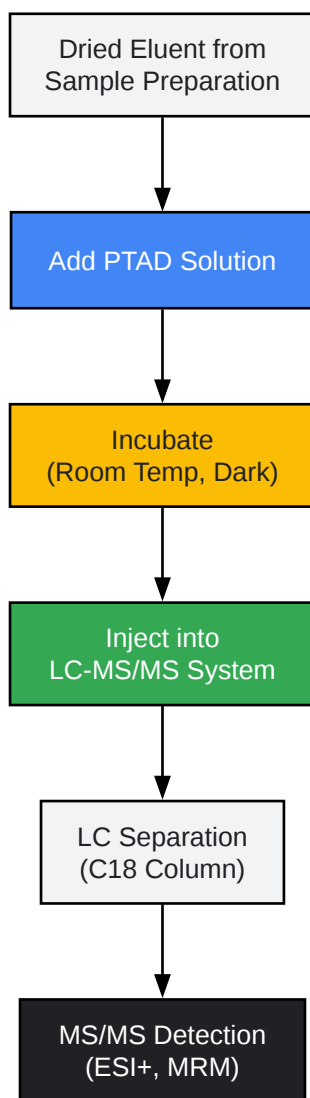 Dried Eluent from
Sample Preparation
Add PTAD Solution
Incubate
(Room Temp, Dark)
Inject into
LC-MS/MS System
LC Separation
(C18 Column)
MS/MS Detection
(ESI+, MRM)